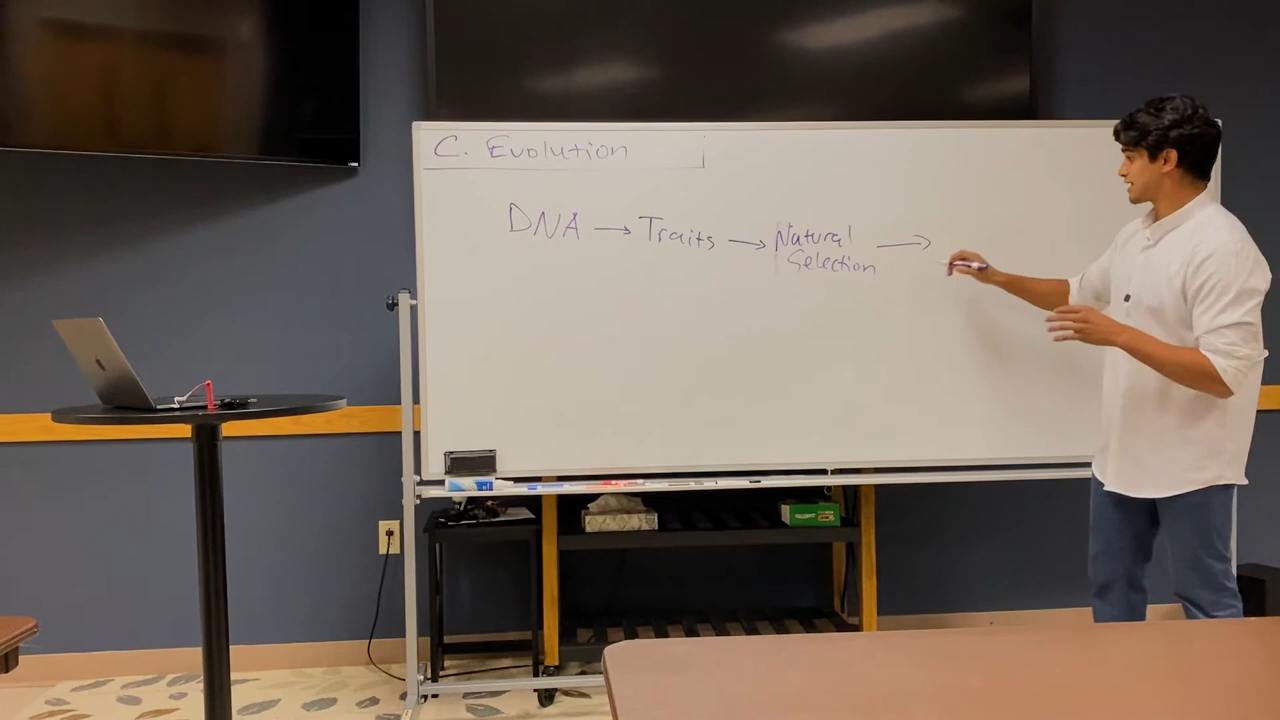 C. Evolution
DNA → Traits → Natural →
Selection